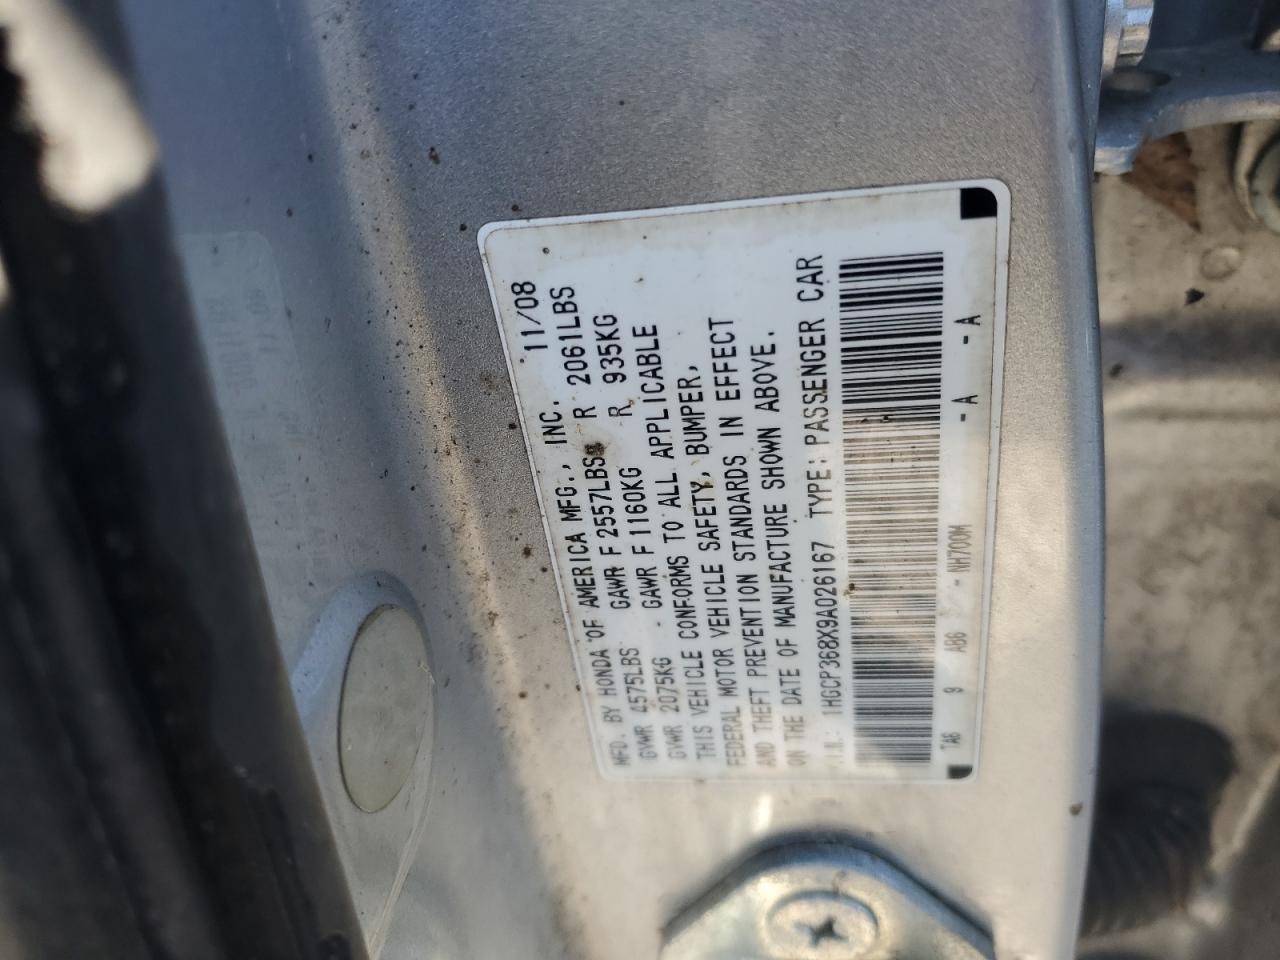 MFD. BY HONDA OF AMERICA MFG., INC. 11/08
GVWR 4575LBS GAWR F 2557LBS R 2061LBS
GVWR 2075KG GAWR F 1160KG R 935KG
THIS VEHICLE CONFORMS TO ALL APPLICABLE
FEDERAL MOTOR VEHICLE SAFETY, BUMPER,
AND THEFT PREVENTION STANDARDS IN EFFECT
ON THE DATE OF MANUFACTURE SHOWN ABOVE.
V.I.N.: 1HGCP368X9A026167 TYPE: PASSENGER CAR
TA6 9 AB6 - NH700M - A - A